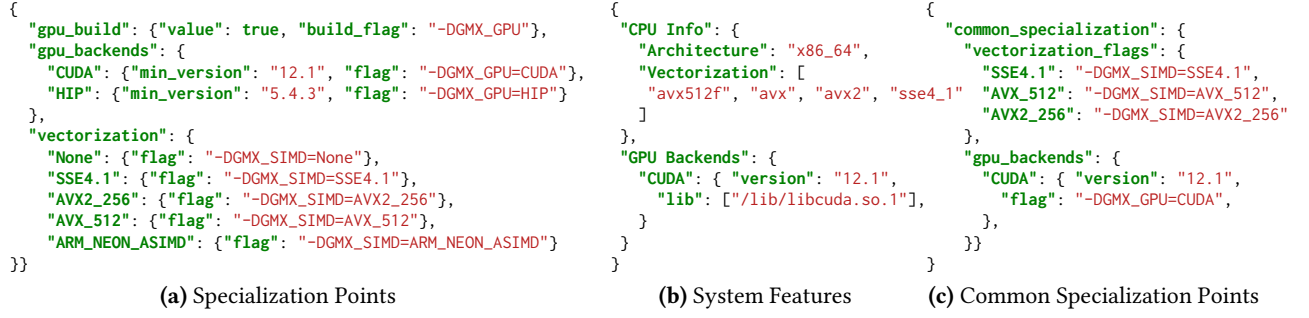 {
  "gpu_build": {"value": true, "build_flag": "-DGMX_GPU"},
  "gpu_backends": {
    "CUDA": {"min_version": "12.1", "flag": "-DGMX_GPU=CUDA"},
    "HIP": {"min_version": "5.4.3", "flag": "-DGMX_GPU=HIP"}
  },
  "vectorization": {
    "None": {"flag": "-DGMX_SIMD=None"},
    "SSE4.1": {"flag": "-DGMX_SIMD=SSE4.1"},
    "AVX2_256": {"flag": "-DGMX_SIMD=AVX2_256"},
    "AVX_512": {"flag": "-DGMX_SIMD=AVX_512"},
    "ARM_NEON_ASIMD": {"flag": "-DGMX_SIMD=ARM_NEON_ASIMD"}
}}
(a) Specialization Points
{
  "CPU Info": {
    "Architecture": "x86_64",
    "Vectorization": [
     "avx512f", "avx", "avx2", "sse4_1"
    ]
  },
  "GPU Backends": {
    "CUDA": { "version": "12.1",
      "lib": ["/lib/libcuda.so.1"],
    }
  }
}
(b) System Features
{
  "common_specialization": {
    "vectorization_flags": {
      "SSE4.1": "-DGMX_SIMD=SSE4.1",
      "AVX_512": "-DGMX_SIMD=AVX_512",
      "AVX2_256": "-DGMX_SIMD=AVX2_256"
    },
    "gpu_backends": {
      "CUDA": { "version": "12.1",
        "flag": "-DGMX_GPU=CUDA",
      },
    }}
}
(c) Common Specialization Points